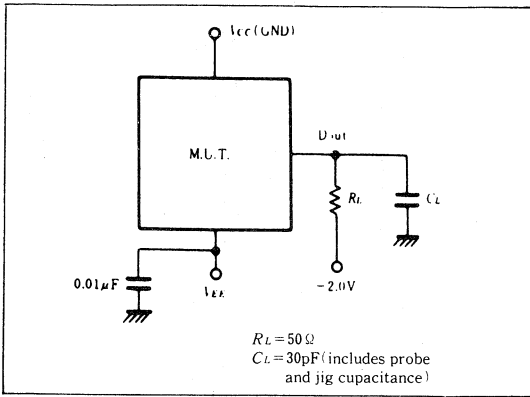 Vcc(GND)
Dout
M.U.T.
RL
CL
0.01μF
VEE
−2.0V
RL=50Ω
CL=30pF(includes probe
and jig cupacitance)